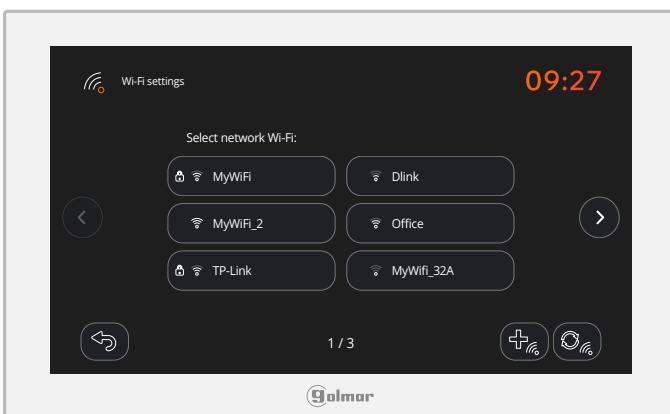 Wi-Fi settings
09:27
Select network Wi-Fi:
MyWiFi
Dlink
MyWiFi_2
Office
TP-Link
MyWifi_32A
1 / 3
golmar